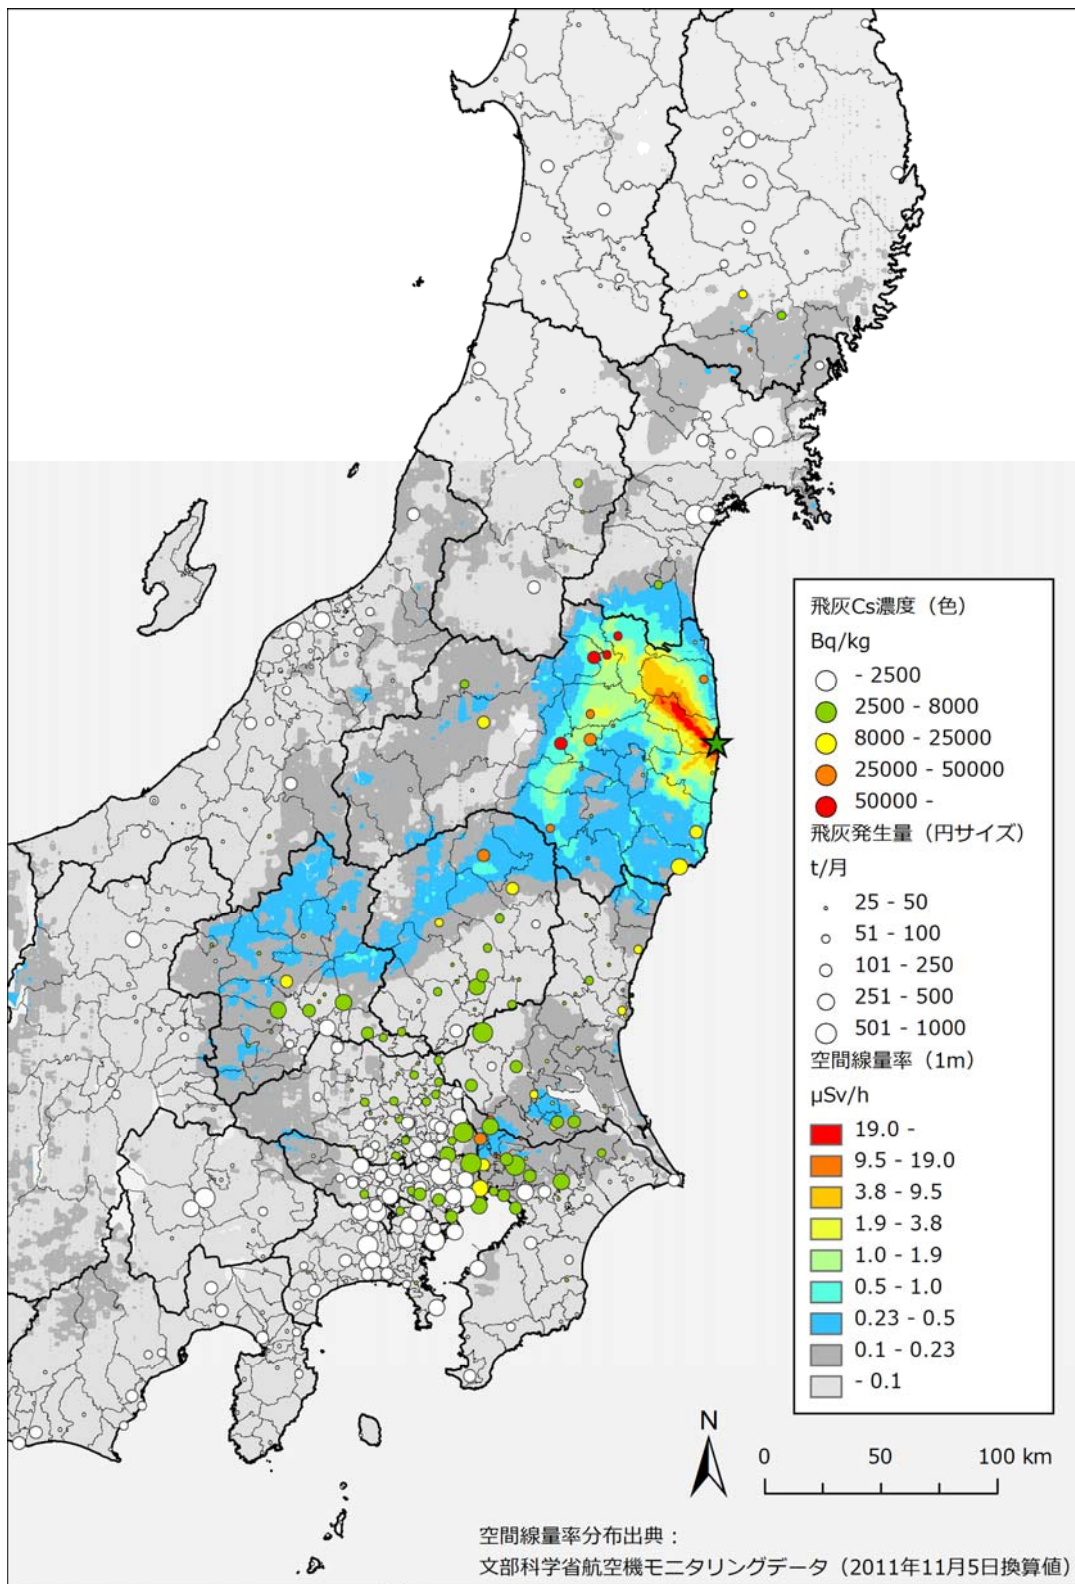 飛灰Cs濃度（色）
Bq/kg
- 2500
2500 - 8000
8000 - 25000
25000 - 50000
50000 -
飛灰発生量（円サイズ）
t/月
25 - 50
51 - 100
101 - 250
251 - 500
501 - 1000
空間線量率（1m）
μSv/h
19.0 -
9.5 - 19.0
3.8 - 9.5
1.9 - 3.8
1.0 - 1.9
0.5 - 1.0
0.23 - 0.5
0.1 - 0.23
- 0.1
N
0 50 100 km
空間線量率分布出典：
文部科学省航空機モニタリングデータ（2011年11月5日換算値）